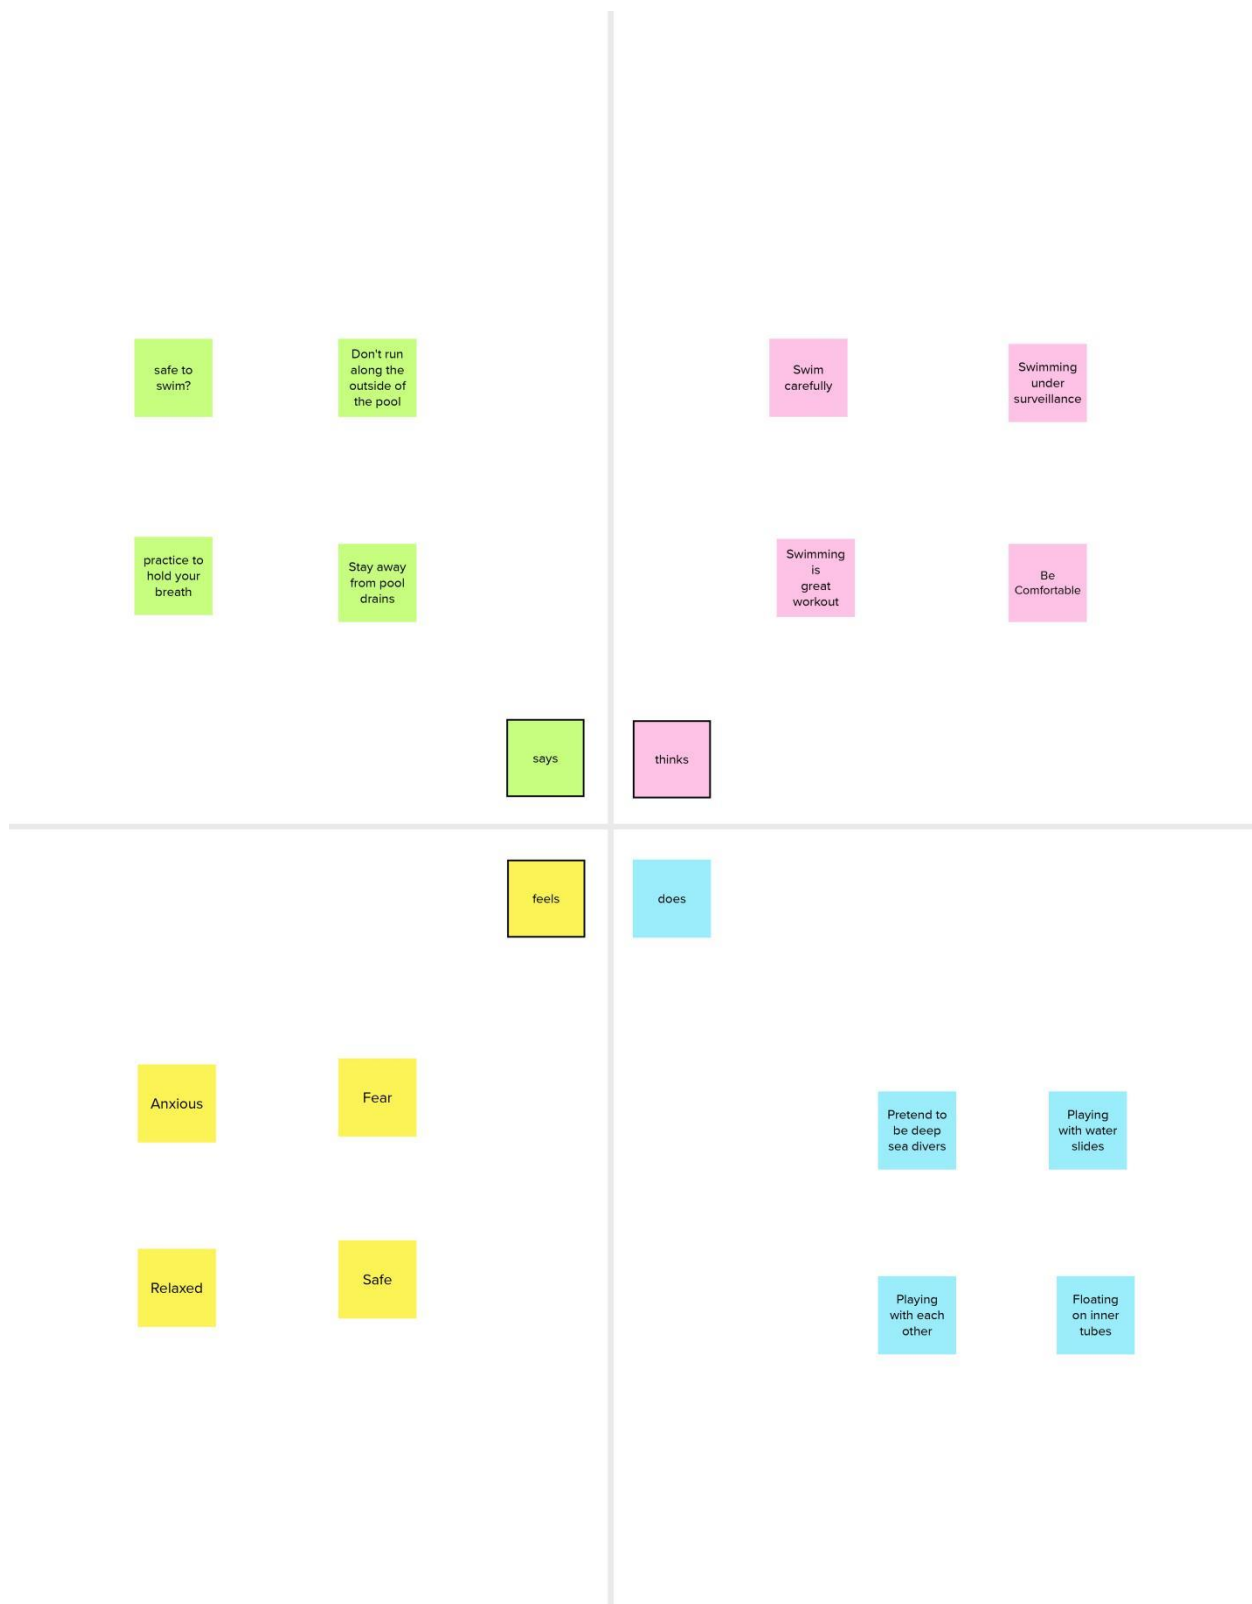 safe to
swim?
Don't run
along the
outside of
the pool
practice to
hold your
breath
Stay away
from pool
drains
says
Swim
carefully
Swimming
under
surveillance
Swimming
is
great
workout
Be
Comfortable
thinks
feels
Anxious
Fear
Relaxed
Safe
does
Pretend to
be deep
sea divers
Playing
with water
slides
Playing
with each
other
Floating
on inner
tubes